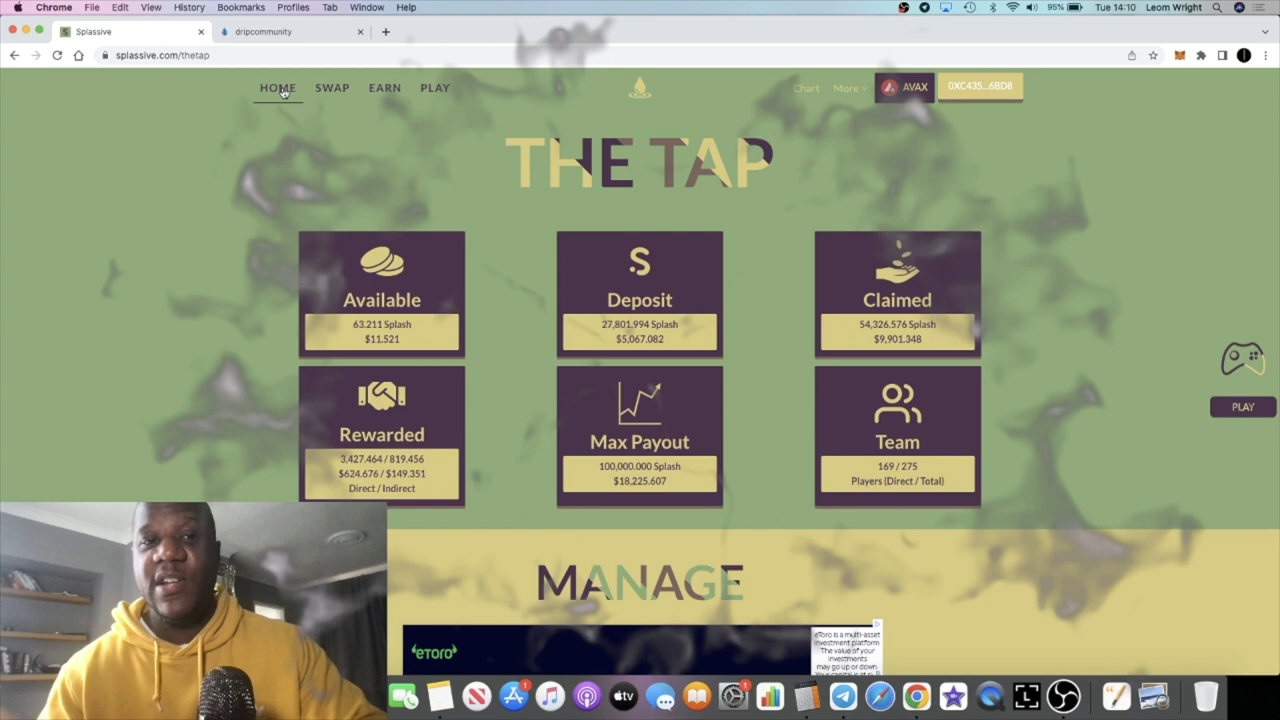 Chrome File Edit View History Bookmarks Profiles Tab Window Help 95% Tue 14:10 Leom Wright
Splassive dripcommunity
splassive.com/thetap
HOME SWAP EARN PLAY Chart More AVAX 0XC435...6BD8
THE TAP
Available
63.211 Splash
$11.521
Deposit
27,801.994 Splash
$5,067.082
Claimed
54,326.576 Splash
$9,901.348
Rewarded
3,427.464 / 819.456
$624.676 / $149.351
Direct / Indirect
Max Payout
100,000.000 Splash
$18,225.607
Team
169 / 275
Players (Direct / Total)
PLAY
MANAGE
eToro
eToro is a multi-asset
investment platform.
The value of your
investments
may go up or down.
tv
L